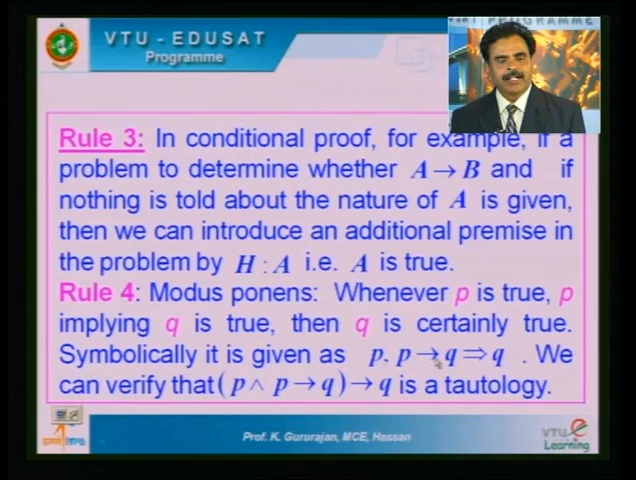 VTU - EDUSAT
Programme
PROGRAMME
Rule 3: In conditional proof, for example, if a
problem to determine whether A → B and if
nothing is told about the nature of A is given,
then we can introduce an additional premise in
the problem by H : A i.e. A is true.
Rule 4: Modus ponens: Whenever p is true, p
implying q is true, then q is certainly true.
Symbolically it is given as p, p → q ⇒ q . We
can verify that (p ∧ p → q) → q is a tautology.
Prof. K. Gururajan, MCE, Hassan
VTU e
Learning